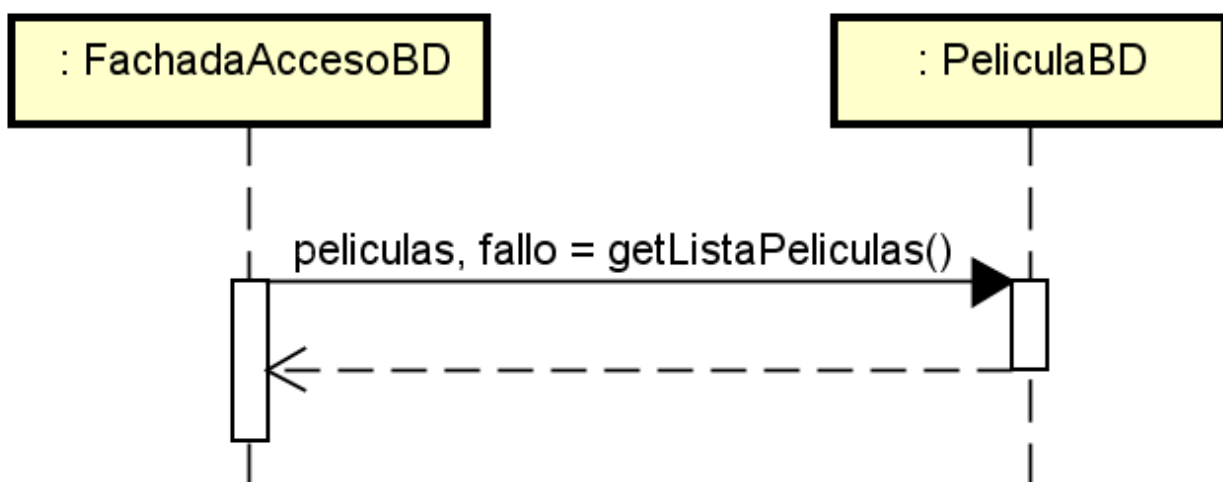 : FachadaAccesoBD
: PeliculaBD
peliculas, fallo = getListaPeliculas()